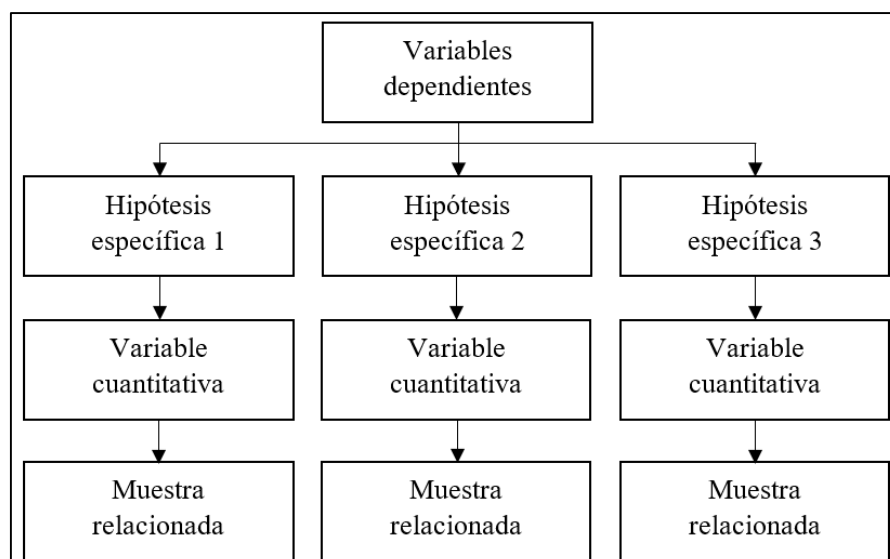 Variables
dependientes
Hipótesis
específica 1
Hipótesis
específica 2
Hipótesis
específica 3
Variable
cuantitativa
Variable
cuantitativa
Variable
cuantitativa
Muestra
relacionada
Muestra
relacionada
Muestra
relacionada